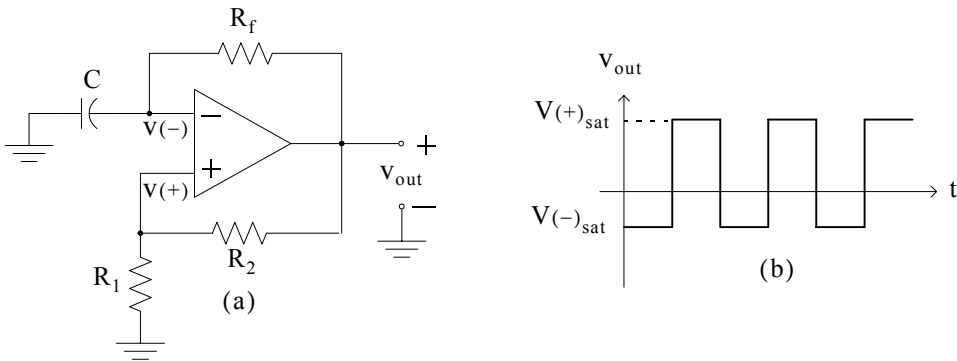 R_f
C
−
v(−)
+
v(+)
+
v_out
−
R_2
R_1
(a)
v_out
V(+)_sat
t
V(−)_sat
(b)